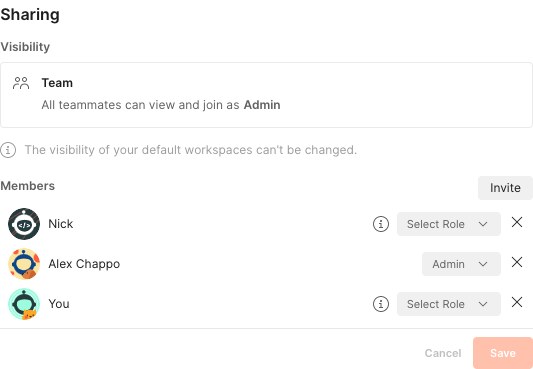 Sharing
Visibility
Team
All teammates can view and join as Admin
The visibility of your default workspaces can't be changed.
Members
Invite
Nick
Select Role
Alex Chappo
Admin
You
Select Role
Cancel
Save